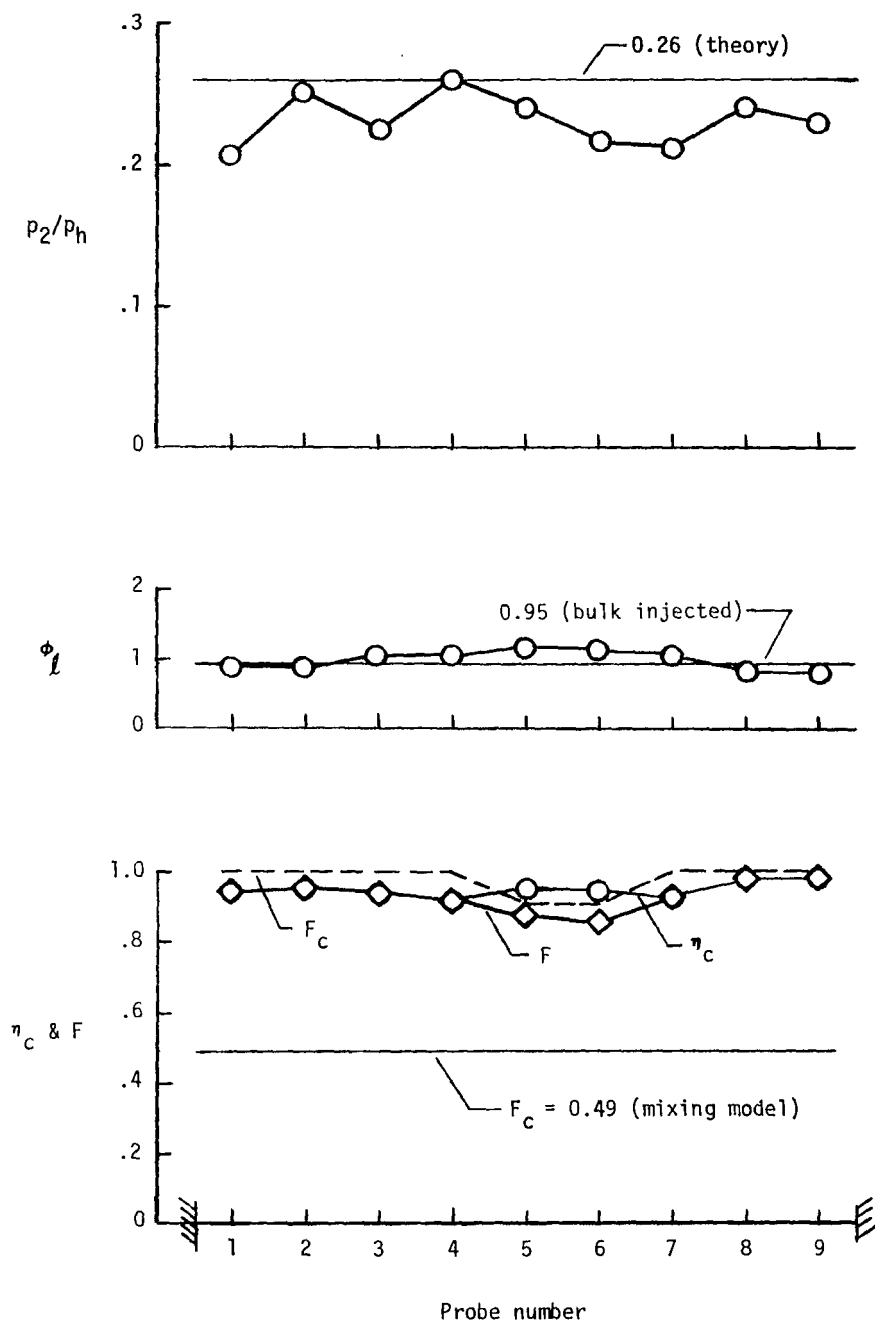 .3
0.26 (theory)
.2
p2/ph
.1
0
2
0.95 (bulk injected)
ϕℓ
1
0
1.0
Fc
.8
F
ηc
.6
ηc & F
.4
Fc = 0.49 (mixing model)
.2
0
1 2 3 4 5 6 7 8 9
Probe number